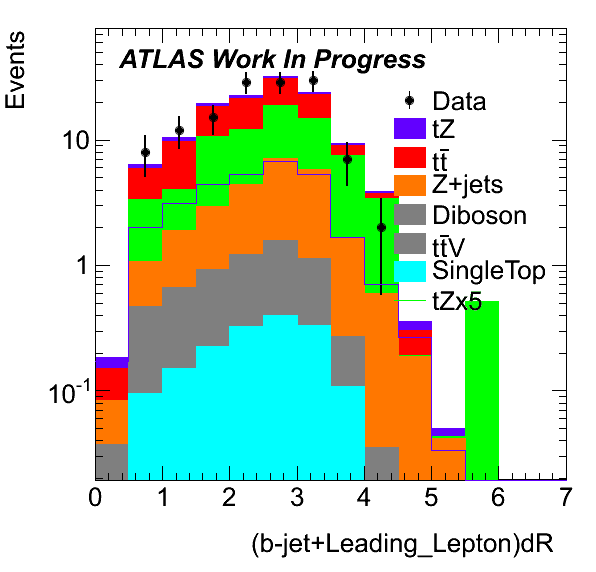 Events
ATLAS Work In Progress
Data
tZ
tt̄
Z+jets
Diboson
tt̄V
SingleTop
tZx5
10
1
10⁻¹
0 1 2 3 4 5 6 7
(b-jet+Leading_Lepton)dR